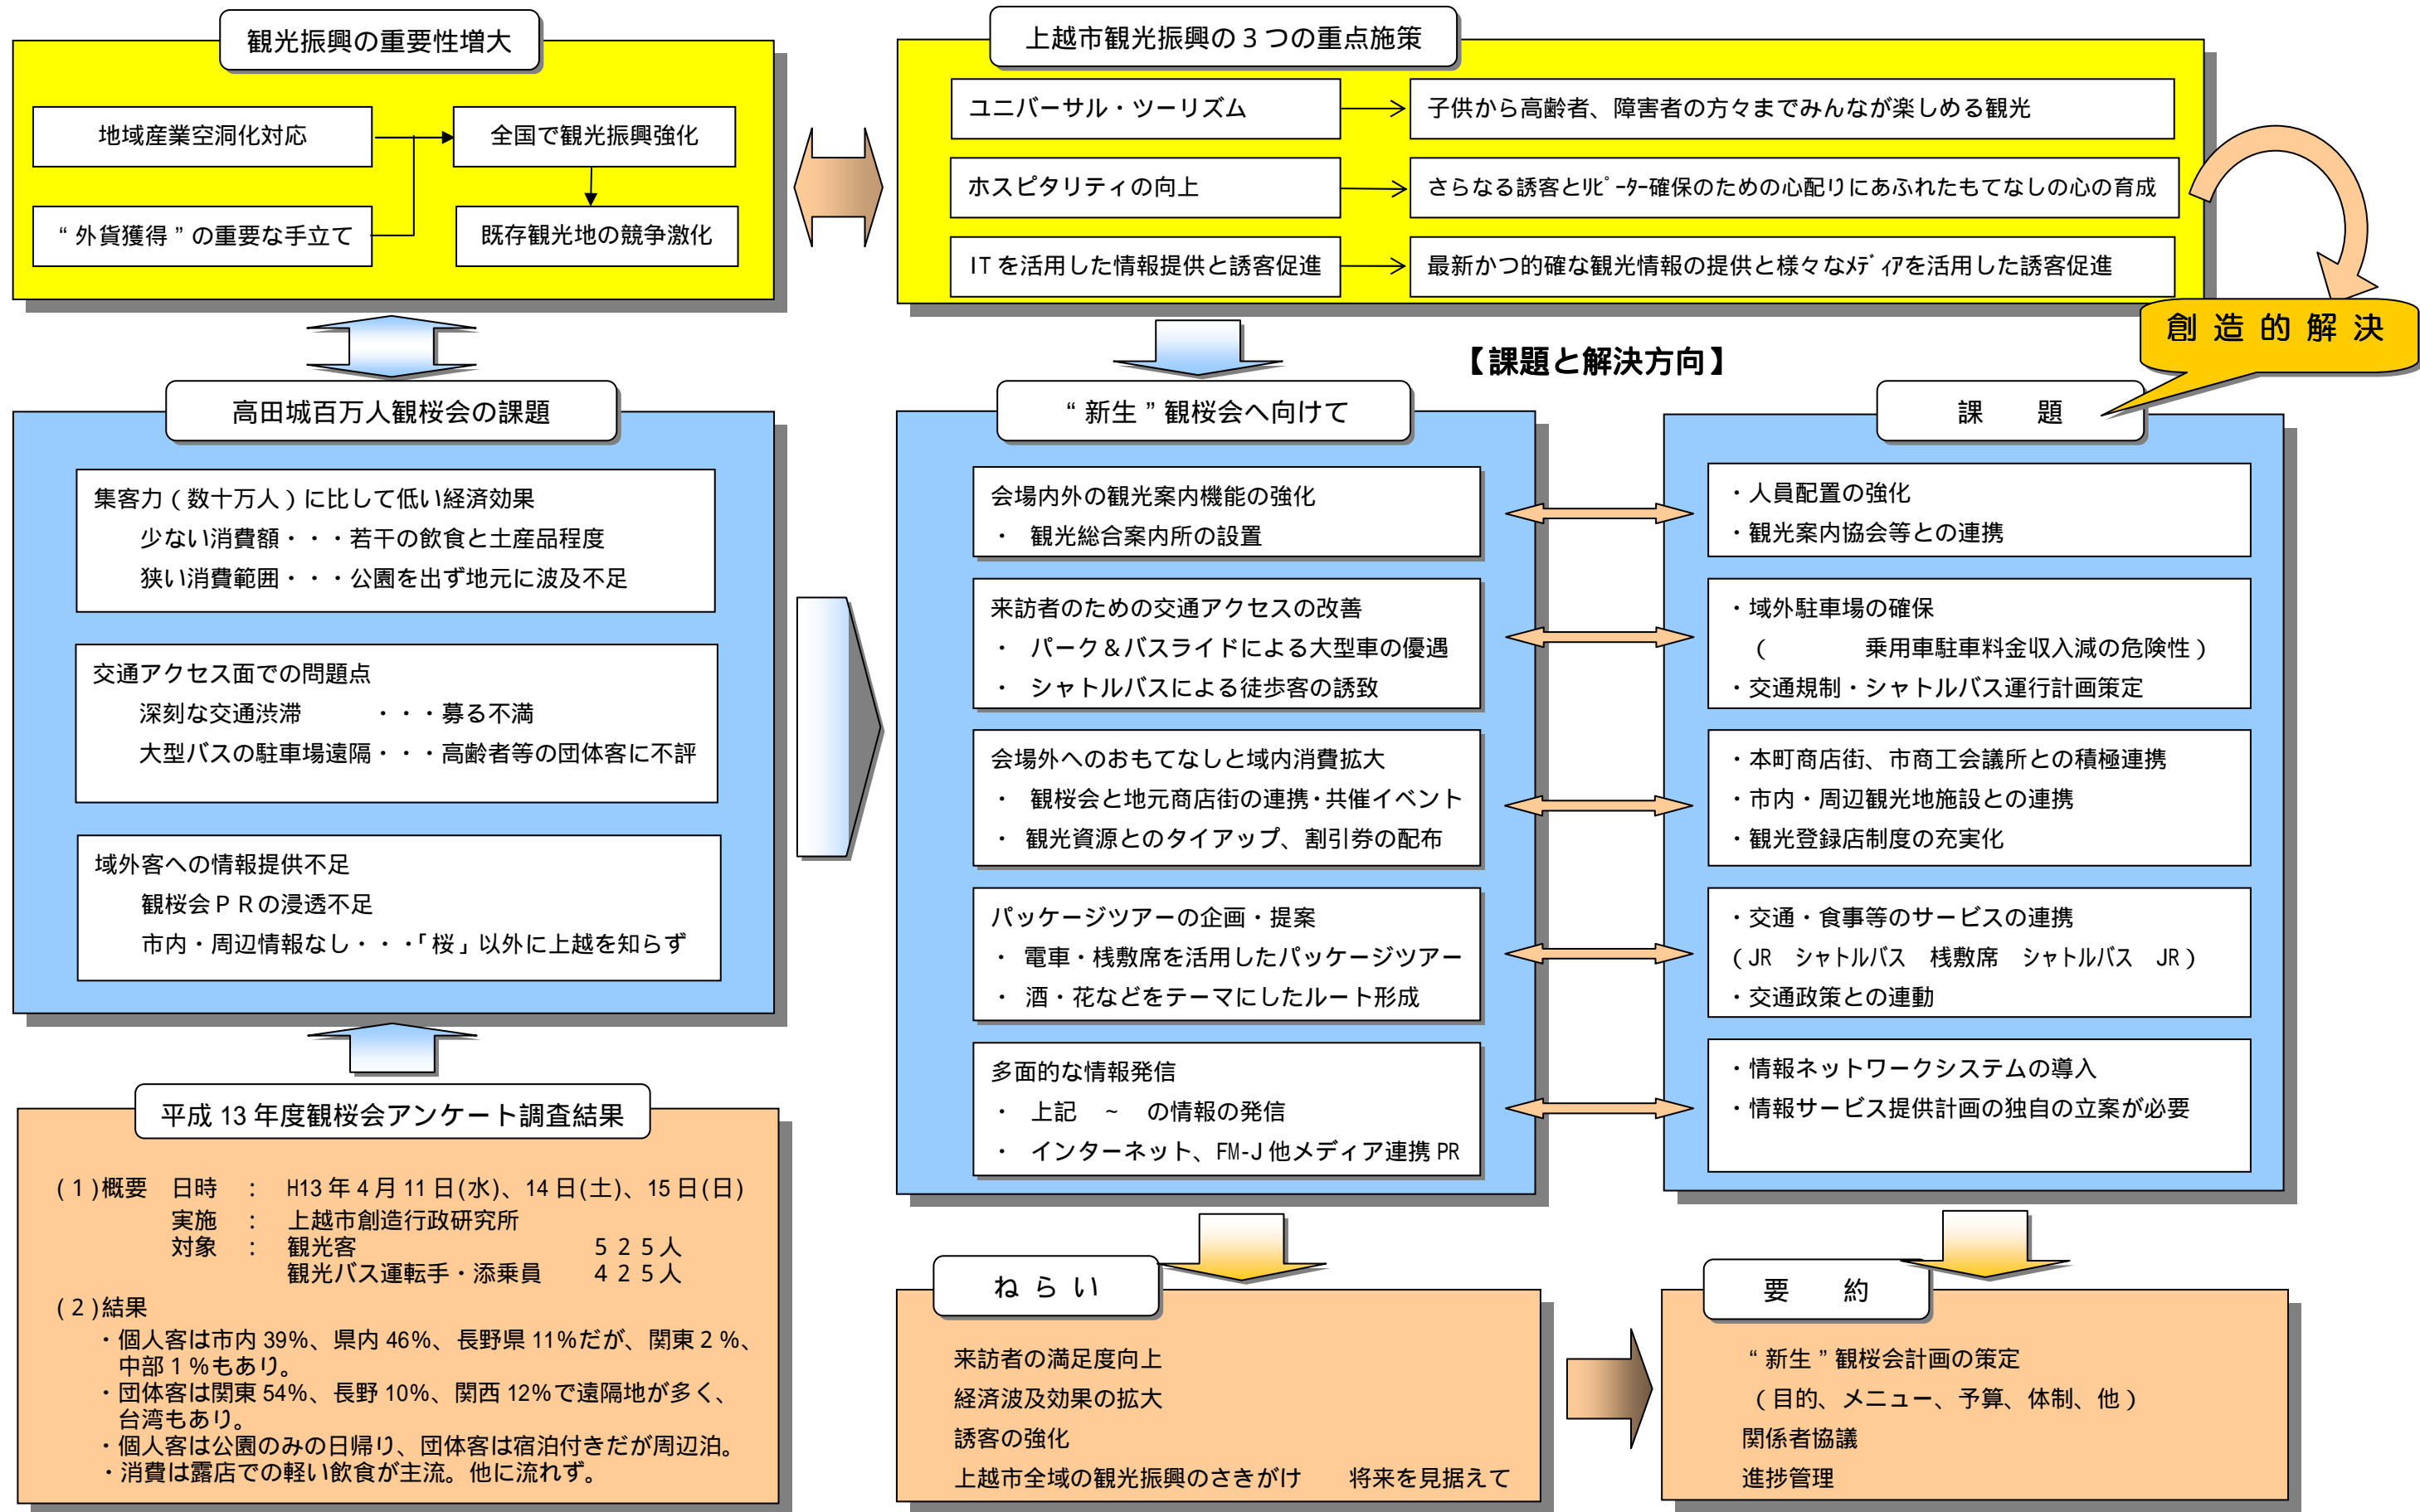 観光振興の重要性増大
地域産業空洞化対応
全国で観光振興強化
“外貨獲得”の重要な手立て
既存観光地の競争激化
上越市観光振興の3つの重点施策
ユニバーサル・ツーリズム
子供から高齢者、障害者の方々までみんなが楽しめる観光
ホスピタリティの向上
さらなる誘客とﾘﾋﾟｰﾀｰ確保のための心配りにあふれたもてなしの心の育成
ITを活用した情報提供と誘客促進
最新かつ的確な観光情報の提供と様々なﾒﾃﾞｨｱを活用した誘客促進
創造的解決
【課題と解決方向】
高田城百万人観桜会の課題
集客力(数十万人)に比して低い経済効果
少ない消費額・・・若干の飲食と土産品程度
狭い消費範囲・・・公園を出ず地元に波及不足
交通アクセス面での問題点
深刻な交通渋滞 ・・・募る不満
大型バスの駐車場遠隔・・・高齢者等の団体客に不評
域外客への情報提供不足
観桜会PRの浸透不足
市内・周辺情報なし・・・「桜」以外に上越を知らず
平成13年度観桜会アンケート調査結果
(1)概要 日時 : H13年4月11日(水)、14日(土)、15日(日)
実施 : 上越市創造行政研究所
対象 : 観光客 525人
観光バス運転手・添乗員 425人
(2)結果
・個人客は市内39%、県内46%、長野県11%だが、関東2%、
中部1%もあり。
・団体客は関東54%、長野10%、関西12%で遠隔地が多く、
台湾もあり。
・個人客は公園のみの日帰り、団体客は宿泊付きだが周辺泊。
・消費は露店での軽い飲食が主流。他に流れず。
“新生”観桜会へ向けて
会場内外の観光案内機能の強化
・ 観光総合案内所の設置
来訪者のための交通アクセスの改善
・ パーク&バスライドによる大型車の優遇
・ シャトルバスによる徒歩客の誘致
会場外へのおもてなしと域内消費拡大
・ 観桜会と地元商店街の連携・共催イベント
・ 観光資源とのタイアップ、割引券の配布
パッケージツアーの企画・提案
・ 電車・桟敷席を活用したパッケージツアー
・ 酒・花などをテーマにしたルート形成
多面的な情報発信
・ 上記 ~ の情報の発信
・ インターネット、FM-J他メディア連携PR
課 題
・人員配置の強化
・観光案内協会等との連携
・域外駐車場の確保
( 乗用車駐車料金収入減の危険性)
・交通規制・シャトルバス運行計画策定
・本町商店街、市商工会議所との積極連携
・市内・周辺観光地施設との連携
・観光登録店制度の充実化
・交通・食事等のサービスの連携
(JR シャトルバス 桟敷席 シャトルバス JR)
・交通政策との連動
・情報ネットワークシステムの導入
・情報サービス提供計画の独自の立案が必要
ねらい
来訪者の満足度向上
経済波及効果の拡大
誘客の強化
上越市全域の観光振興のさきがけ 将来を見据えて
要 約
“新生”観桜会計画の策定
(目的、メニュー、予算、体制、他)
関係者協議
進捗管理